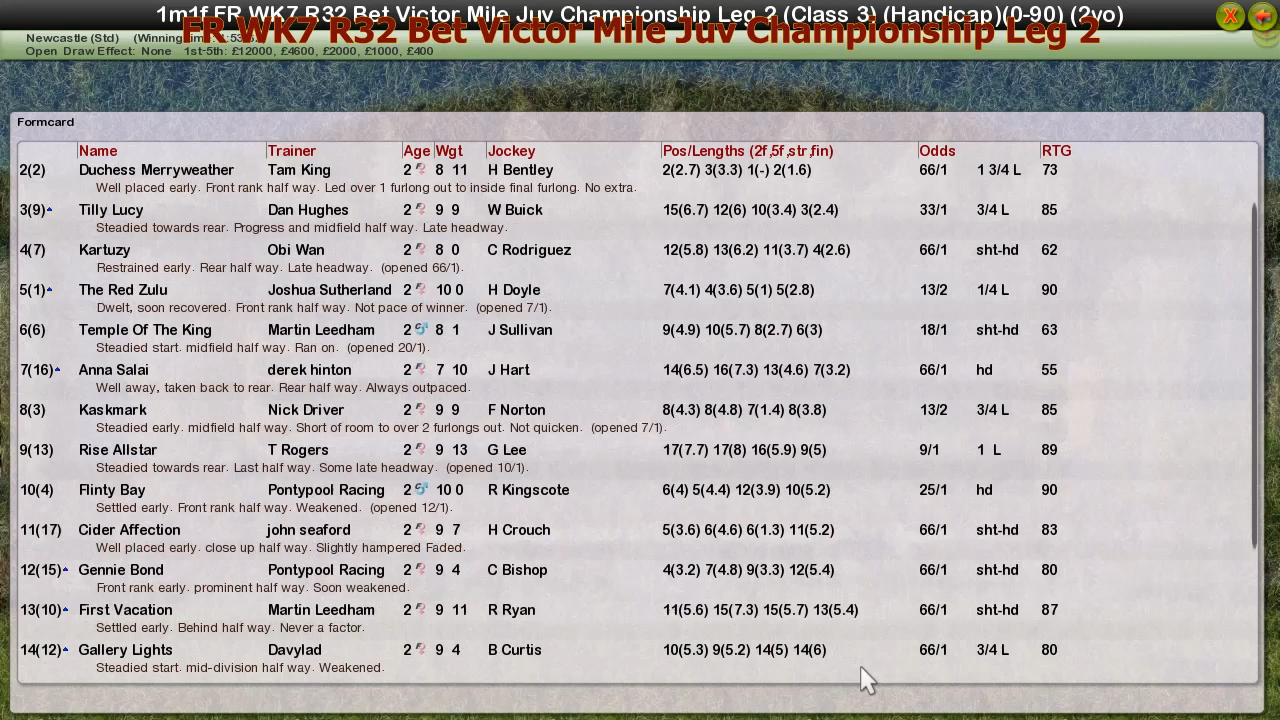 1m1f FR WK7 R32 Bet Victor Mile Juv Championship Leg 2 (Class 3) (Handicap)(0-90) (2yo)
FR WK7 R32 Bet Victor Mile Juv Championship Leg 2
Newcastle (Std) (Winning
Open Draw Effect: None 1st-5th: £12000, £4600, £2000, £1000, £400
Formcard
Name Trainer Age Wgt Jockey Pos/Lengths (2f,5f,str,fin) Odds RTG
2(2) Duchess Merryweather Tam King 2 8 11 H Bentley 2(2.7) 3(3.3) 1(-) 2(1.6) 66/1 1 3/4 L 73
Well placed early. Front rank half way. Led over 1 furlong out to inside final furlong. No extra.
3(9) Tilly Lucy Dan Hughes 2 9 9 W Buick 15(6.7) 12(6) 10(3.4) 3(2.4) 33/1 3/4 L 85
Steadied towards rear. Progress and midfield half way. Late headway.
4(7) Kartuzy Obi Wan 2 8 0 C Rodriguez 12(5.8) 13(6.2) 11(3.7) 4(2.6) 66/1 sht-hd 62
Restrained early. Rear half way. Late headway. (opened 66/1).
5(1) The Red Zulu Joshua Sutherland 2 10 0 H Doyle 7(4.1) 4(3.6) 5(1) 5(2.8) 13/2 1/4 L 90
Dwelt, soon recovered. Front rank half way. Not pace of winner. (opened 7/1).
6(6) Temple Of The King Martin Leedham 2 8 1 J Sullivan 9(4.9) 10(5.7) 8(2.7) 6(3) 18/1 sht-hd 63
Steadied start. midfield half way. Ran on. (opened 20/1).
7(16) Anna Salai derek hinton 2 7 10 J Hart 14(6.5) 16(7.3) 13(4.6) 7(3.2) 66/1 hd 55
Well away, taken back to rear. Rear half way. Always outpaced.
8(3) Kaskmark Nick Driver 2 9 9 F Norton 8(4.3) 8(4.8) 7(1.4) 8(3.8) 13/2 3/4 L 85
Steadied early. midfield half way. Short of room to over 2 furlongs out. Not quicken. (opened 7/1).
9(13) Rise Allstar T Rogers 2 9 13 G Lee 17(7.7) 17(8) 16(5.9) 9(5) 9/1 1 L 89
Steadied towards rear. Last half way. Some late headway. (opened 10/1).
10(4) Flinty Bay Pontypool Racing 2 10 0 R Kingscote 6(4) 5(4.4) 12(3.9) 10(5.2) 25/1 hd 90
Settled early. Front rank half way. Weakened. (opened 12/1).
11(17) Cider Affection john seaford 2 9 7 H Crouch 5(3.6) 6(4.6) 6(1.3) 11(5.2) 66/1 sht-hd 83
Well placed early. close up half way. Slightly hampered Faded.
12(15) Gennie Bond Pontypool Racing 2 9 4 C Bishop 4(3.2) 7(4.8) 9(3.3) 12(5.4) 66/1 sht-hd 80
Front rank early. prominent half way. Soon weakened.
13(10) First Vacation Martin Leedham 2 9 11 R Ryan 11(5.6) 15(7.3) 15(5.7) 13(5.4) 66/1 sht-hd 87
Settled early. Behind half way. Never a factor.
14(12) Gallery Lights Davylad 2 9 4 B Curtis 10(5.3) 9(5.2) 14(5) 14(6) 66/1 3/4 L 80
Steadied start. mid-division half way. Weakened.